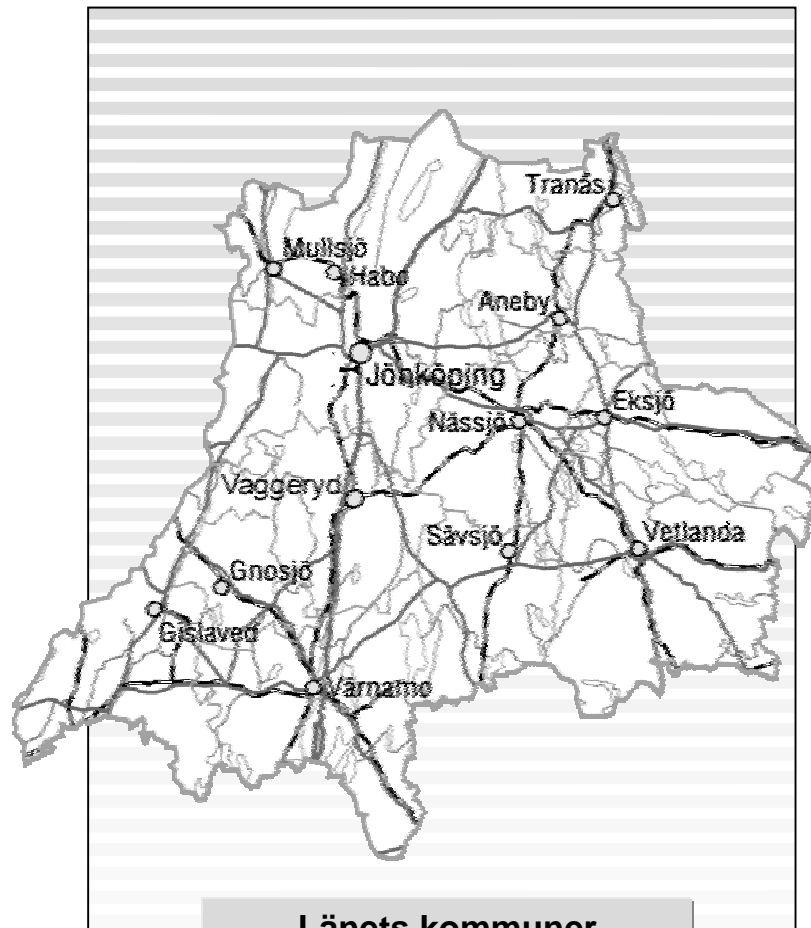 Tranås
Mullsjö
Habo
Aneby
Jönköping
Eksjö
Nässjö
Vaggeryd
Sävsjö
Vetlanda
Gnosjö
Gislaved
Värnamo
Länets kommuner